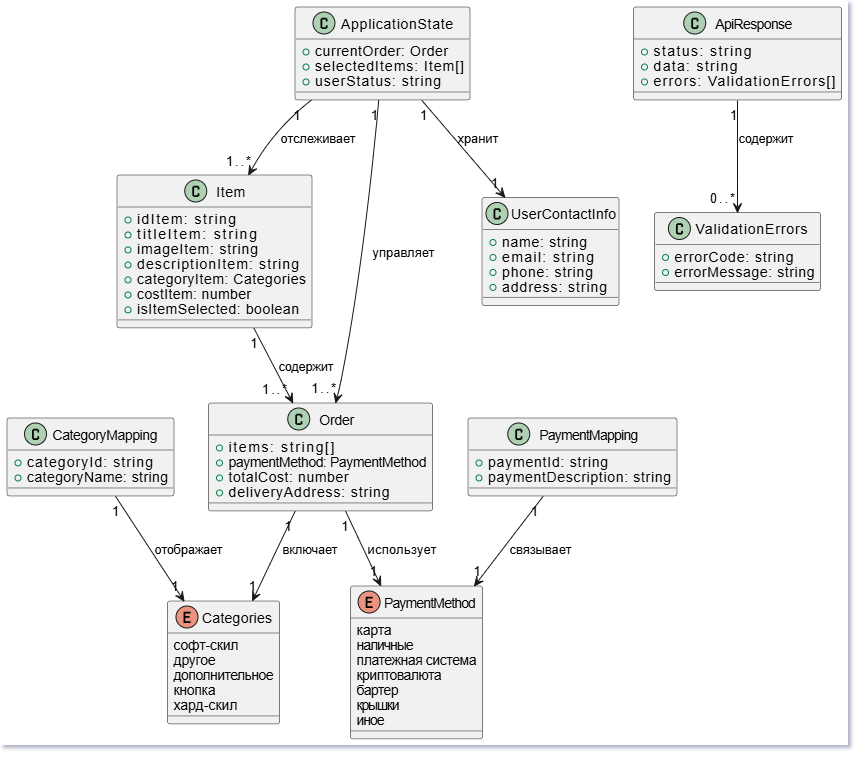 C ApplicationState
currentOrder: Order
selectedItems: Item[]
userStatus: string
C ApiResponse
status: string
data: string
errors: ValidationErrors[]
1
1
1
1
отслеживает
хранит
содержит
1..*
1
0..*
C Item
idItem: string
titleItem: string
imageItem: string
descriptionItem: string
categoryItem: Categories
costItem: number
isItemSelected: boolean
управляет
C UserContactInfo
name: string
email: string
phone: string
address: string
C ValidationErrors
errorCode: string
errorMessage: string
1
содержит
1..*
1..*
C CategoryMapping
categoryId: string
categoryName: string
C Order
items: string[]
paymentMethod: PaymentMethod
totalCost: number
deliveryAddress: string
C PaymentMapping
paymentId: string
paymentDescription: string
1
1
1
1
отображает
включает
использует
связывает
1
1
1
1
E Categories
софт-скил
другое
дополнительное
кнопка
хард-скил
E PaymentMethod
карта
наличные
платежная система
криптовалюта
бартер
крышки
иное